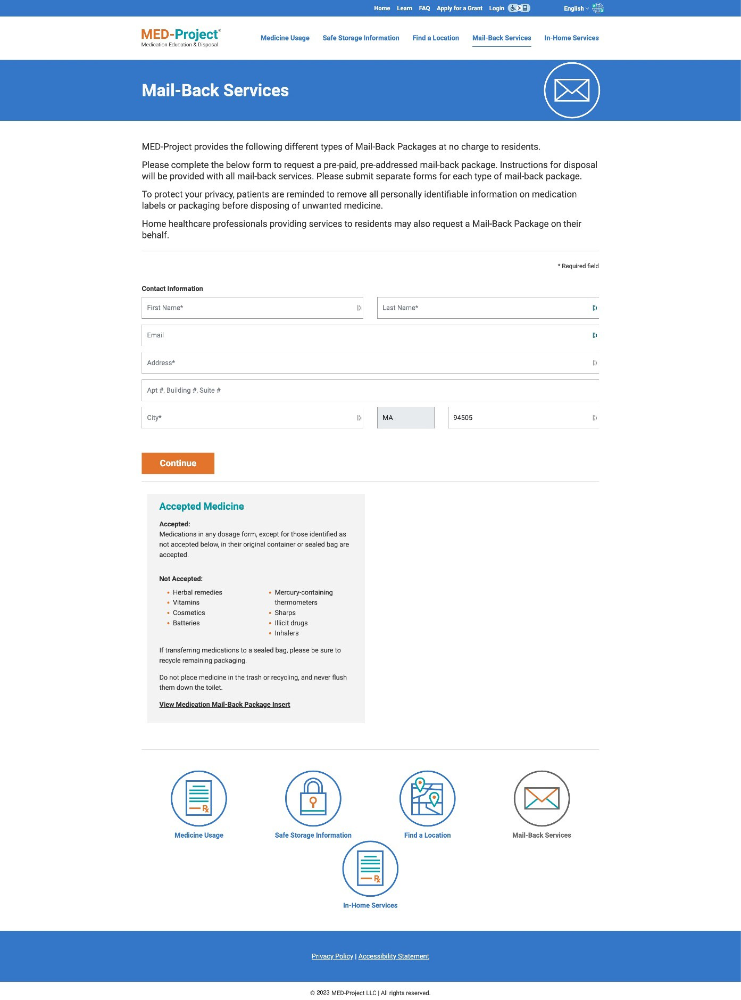 Home Learn FAQ Apply for a Grant Login English
MED-Project®
Medication Education & Disposal
Medicine Usage Safe Storage Information Find a Location Mail-Back Services In-Home Services
Mail-Back Services
MED-Project provides the following different types of Mail-Back Packages at no charge to residents.
Please complete the below form to request a pre-paid, pre-addressed mail-back package. Instructions for disposal
will be provided with all mail-back services. Please submit separate forms for each type of mail-back package.
To protect your privacy, patients are reminded to remove all personally identifiable information on medication
labels or packaging before disposing of unwanted medicine.
Home healthcare professionals providing services to residents may also request a Mail-Back Package on their
behalf.
* Required field
Contact Information
First Name* Last Name*
Email
Address*
Apt #, Building #, Suite #
City* MA 94505
Continue
Accepted Medicine
Accepted:
Medications in any dosage form, except for those identified as
not accepted below, in their original container or sealed bag are
accepted.
Not Accepted:
• Herbal remedies
• Vitamins
• Cosmetics
• Batteries
• Mercury-containing
thermometers
• Sharps
• Illicit drugs
• Inhalers
If transferring medications to a sealed bag, please be sure to
recycle remaining packaging.
Do not place medicine in the trash or recycling, and never flush
them down the toilet.
View Medication Mail-Back Package Insert
Rx
Medicine Usage Safe Storage Information Find a Location Mail-Back Services
Rx
In-Home Services
Privacy Policy | Accessibility Statement
© 2023 MED-Project LLC | All rights reserved.